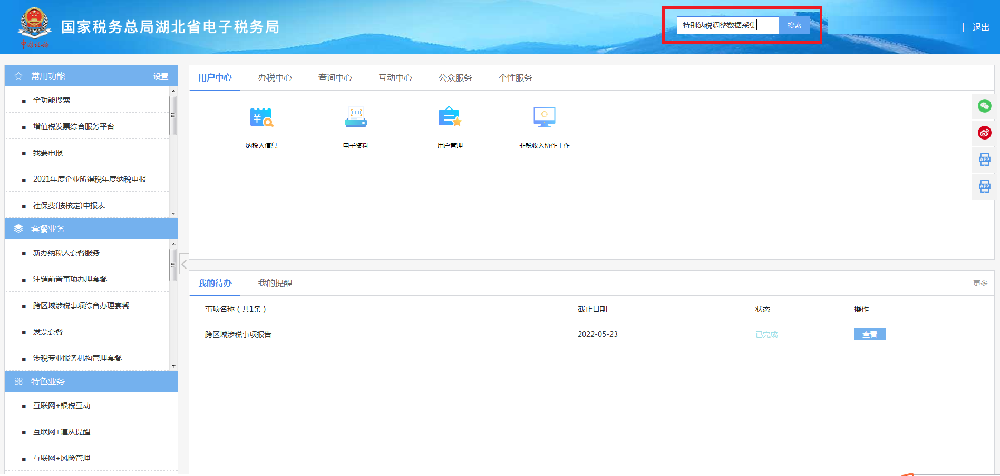 国家税务总局湖北省电子税务局
中国税务
特别纳税调整数据采集 搜索
| 退出
常用功能 设置
全功能搜索
增值税发票综合服务平台
我要申报
2021年度企业所得税年度纳税申报
社保费(按核定)申报表
套餐业务
新办纳税人套餐服务
注销前置事项办理套餐
跨区域涉税事项综合办理套餐
发票套餐
涉税专业服务机构管理套餐
特色业务
互联网+银税互动
互联网+遵从提醒
互联网+风险管理
用户中心 办税中心 查询中心 互动中心 公众服务 个性服务
纳税人信息 电子资料 用户管理 非税收入协作工作
APP
APP
我的待办 我的提醒 更多
事项名称（共1条） 截止日期 状态 操作
跨区域涉税事项报告 2022-05-23 已完成 查看